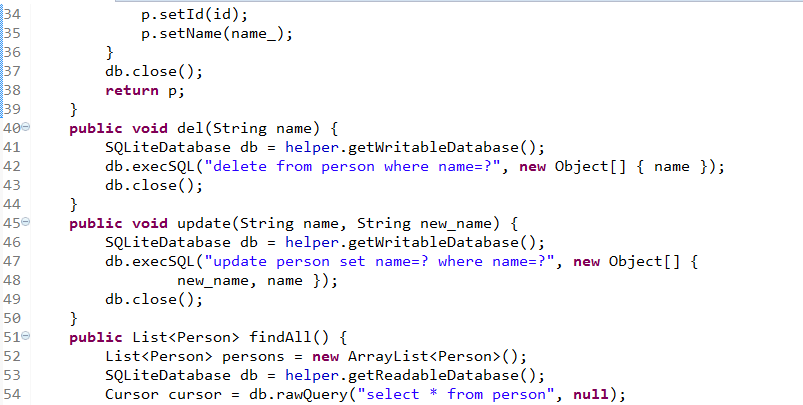 34 p.setId(id);
35 p.setName(name_);
36 }
37 db.close();
38 return p;
39 }
40 public void del(String name) {
41 SQLiteDatabase db = helper.getWritableDatabase();
42 db.execSQL("delete from person where name=?", new Object[] { name });
43 db.close();
44 }
45 public void update(String name, String new_name) {
46 SQLiteDatabase db = helper.getWritableDatabase();
47 db.execSQL("update person set name=? where name=?", new Object[] {
48 new_name, name });
49 db.close();
50 }
51 public List<Person> findAll() {
52 List<Person> persons = new ArrayList<Person>();
53 SQLiteDatabase db = helper.getReadableDatabase();
54 Cursor cursor = db.rawQuery("select * from person", null);